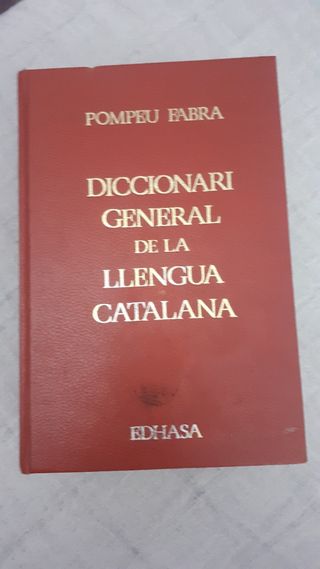 POMPEU FABRA
DICCIONARI
GENERAL
DE LA
LLENGUA
CATALANA
EDHASA